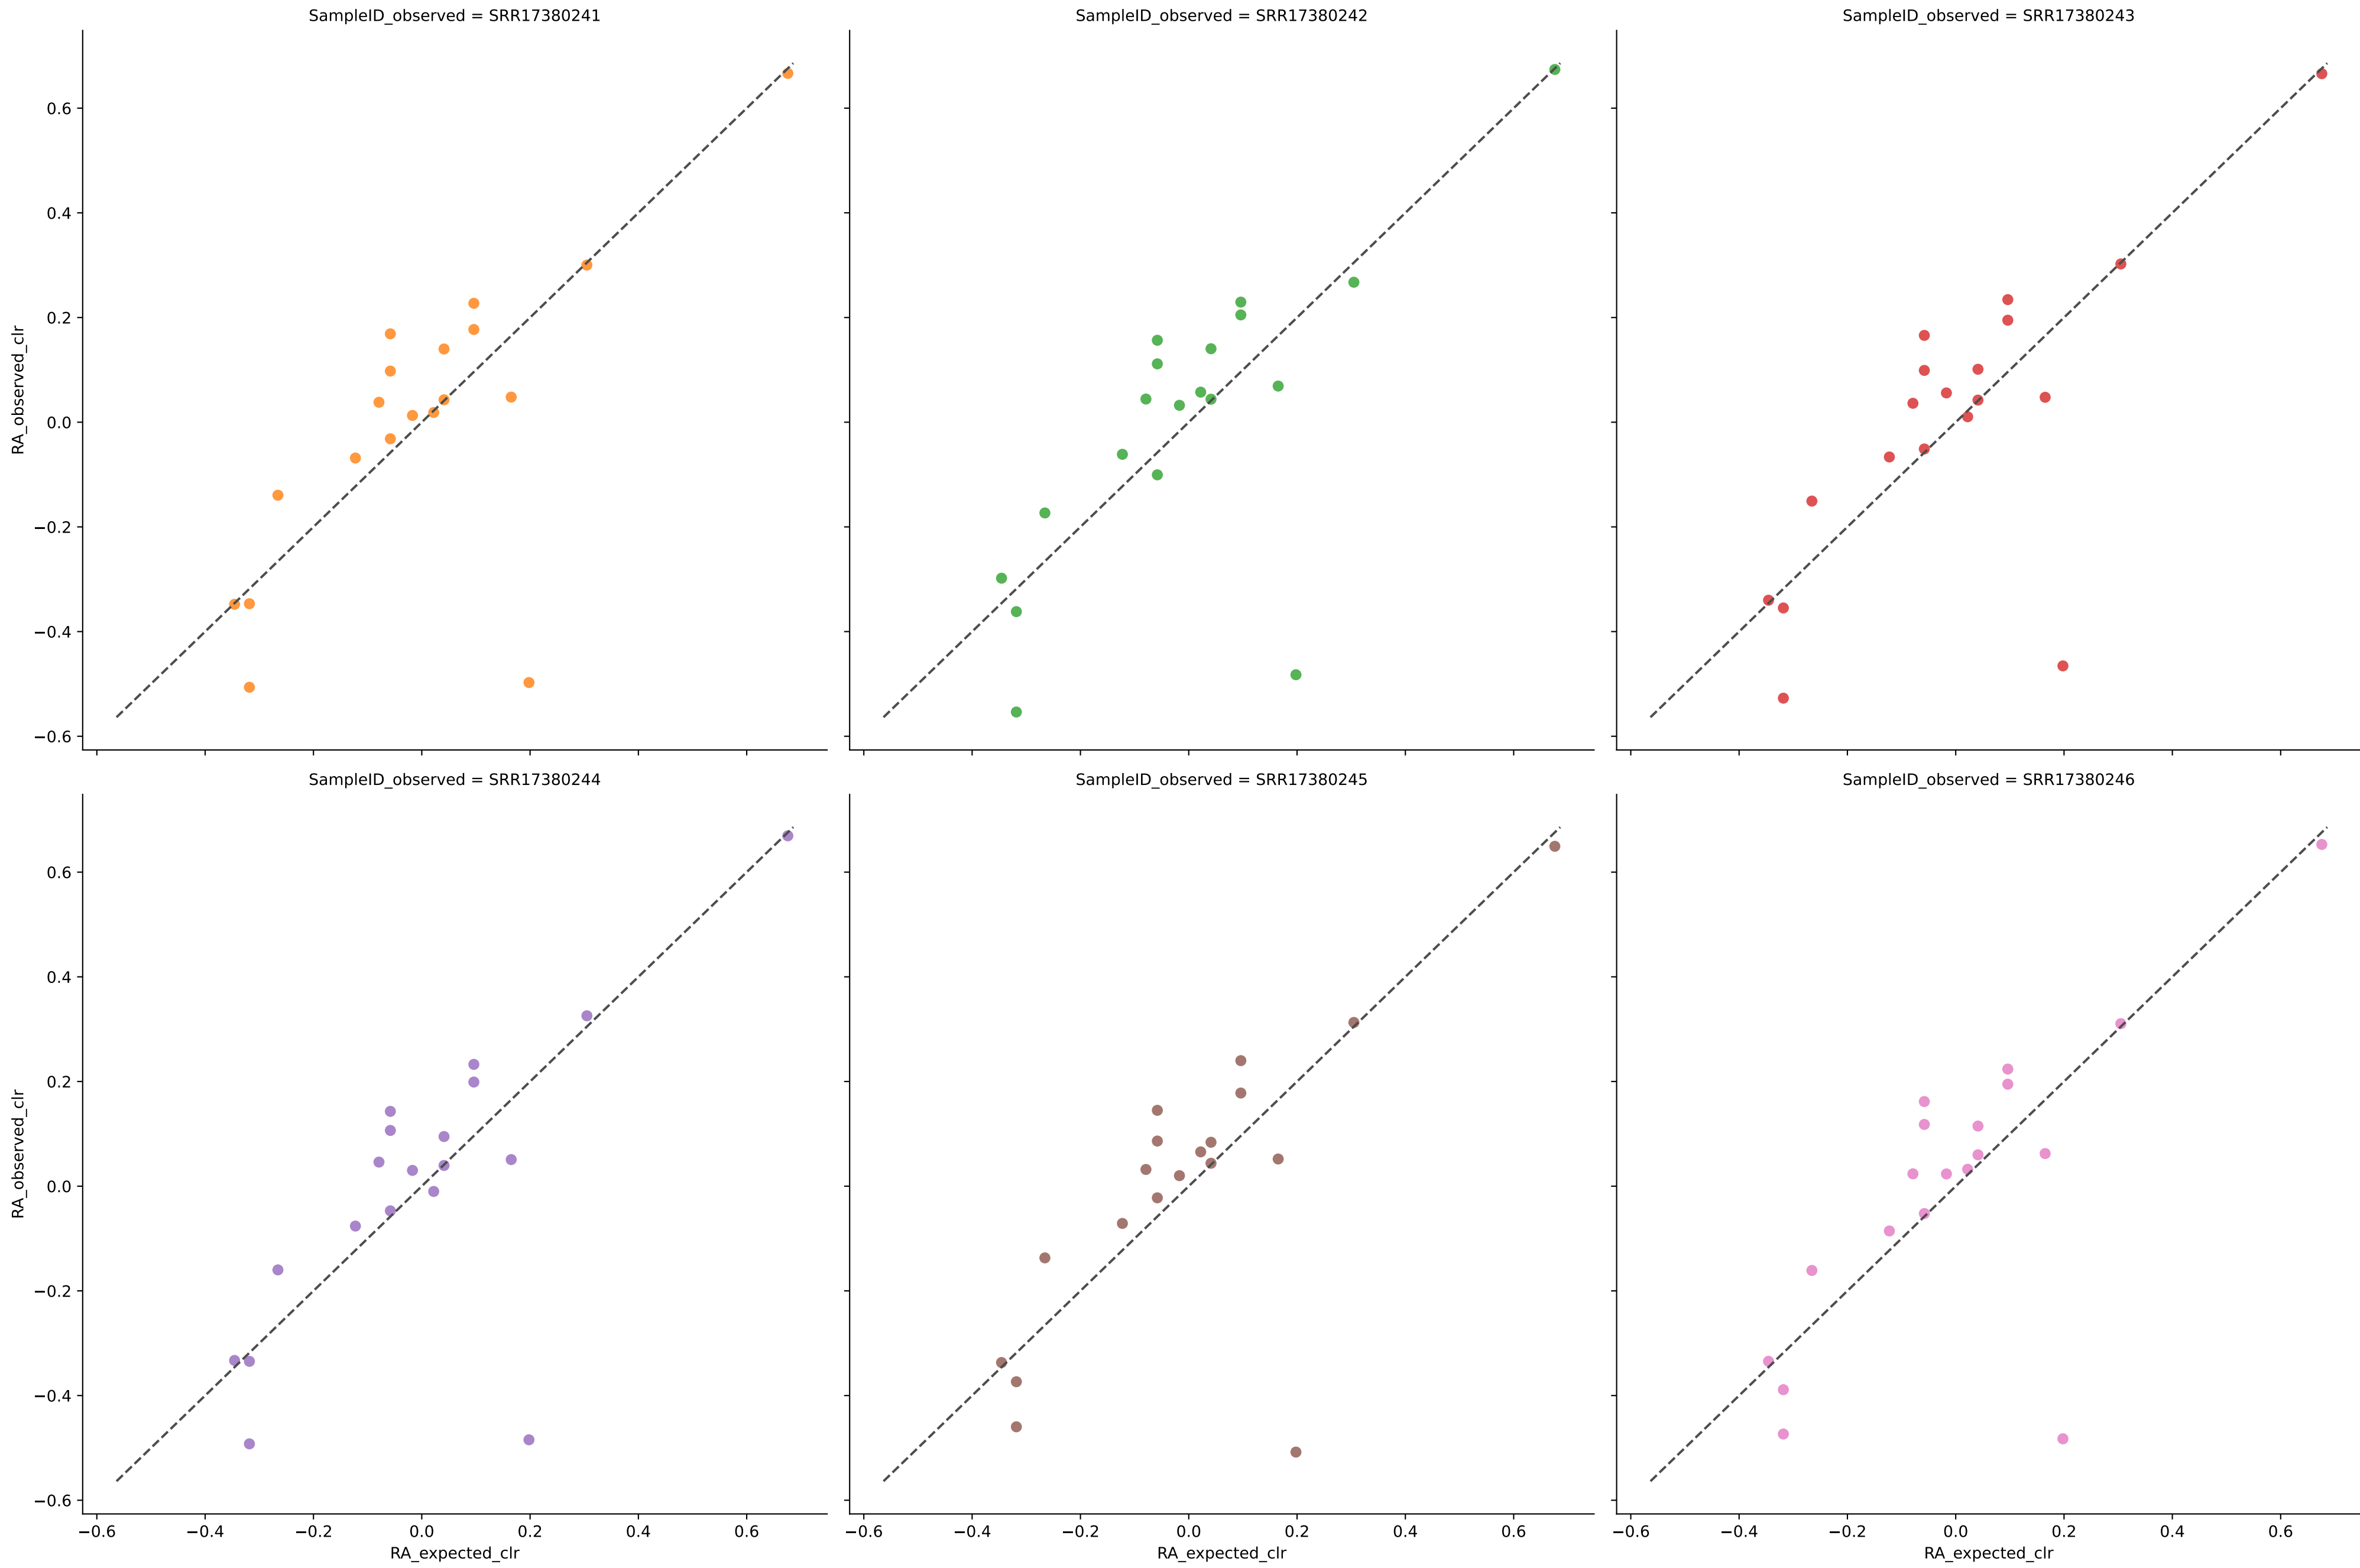 SampleID_observed = SRR17380241
SampleID_observed = SRR17380242
SampleID_observed = SRR17380243
RA_observed_clr
0.6
0.4
0.2
0.0
−0.2
−0.4
−0.6
SampleID_observed = SRR17380244
SampleID_observed = SRR17380245
SampleID_observed = SRR17380246
RA_observed_clr
0.6
0.4
0.2
0.0
−0.2
−0.4
−0.6
−0.6 −0.4 −0.2 0.0 0.2 0.4 0.6
−0.6 −0.4 −0.2 0.0 0.2 0.4 0.6
−0.6 −0.4 −0.2 0.0 0.2 0.4 0.6
RA_expected_clr
RA_expected_clr
RA_expected_clr